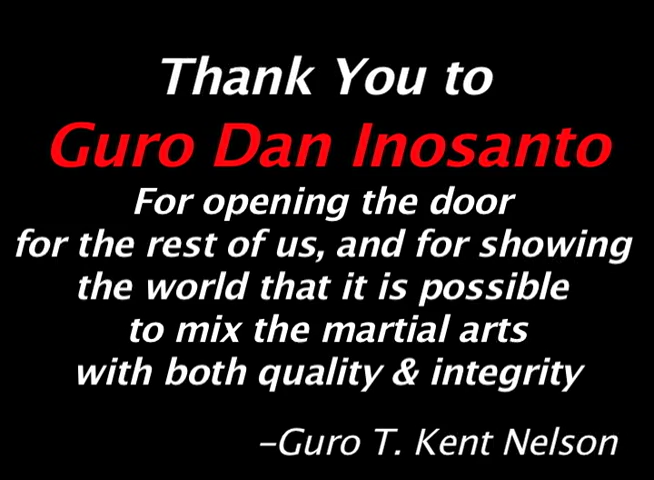 Thank You to
Guro Dan Inosanto
For opening the door
for the rest of us, and for showing
the world that it is possible
to mix the martial arts
with both quality & integrity
–Guro T. Kent Nelson